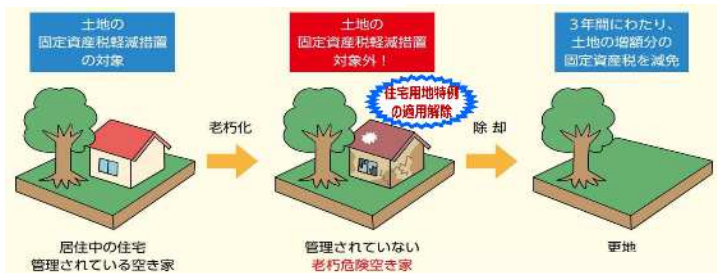 土地の
固定資産税軽減措置
の対象
土地の
固定資産税軽減措置
対象外！
３年間にわたり、
土地の増額分の
固定資産税を減免
住宅用地特例
の適用解除
老朽化
除 却
居住中の住宅
管理されている空き家
管理されていない
老朽危険空き家
更地